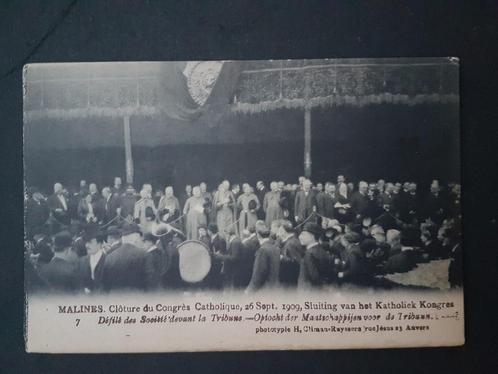 MALINES. Clôture du Congrès Catholique, 26 Sept. 1909, Sluiting van het Katholiek Kongres
7 Défilé des Société devant la Tribune.—Optocht der Maatschappijen voor de Tribuun.
phototypie H, Climan-Ruyssers rue Jésus 23 Anvers